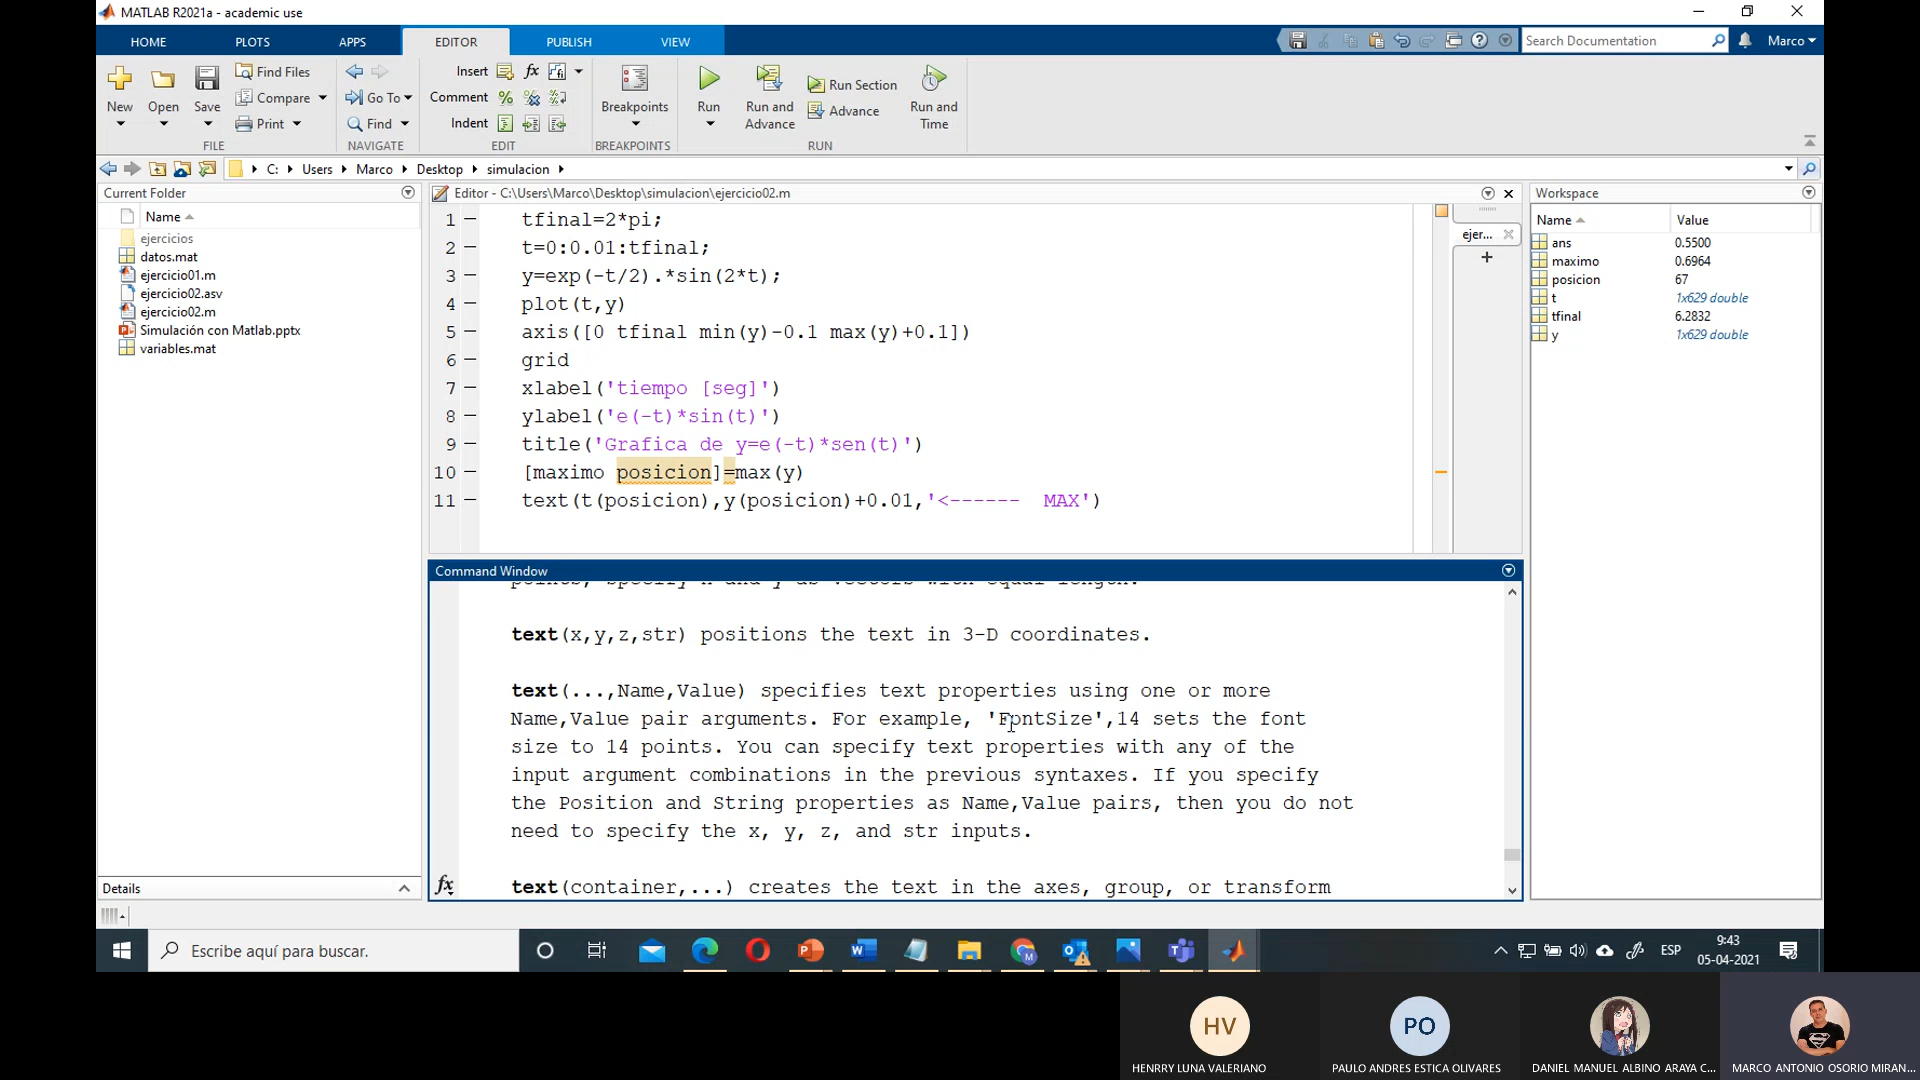 MATLAB R2021a - academic use
HOME PLOTS APPS EDITOR PUBLISH VIEW
Search Documentation
Marco
New Open Save
Find Files
Compare
Print
FILE
Go To
Find
NAVIGATE
Insert fx
Comment
Indent
EDIT
Breakpoints
BREAKPOINTS
Run
Run and Advance
Run Section
Advance
Run and Time
RUN
C: Users Marco Desktop simulacion
Current Folder
Name
ejercicios
datos.mat
ejercicio01.m
ejercicio02.asv
ejercicio02.m
Simulación con Matlab.pptx
variables.mat
Details
Editor - C:\Users\Marco\Desktop\simulacion\ejercicio02.m
ejer...
1 tfinal=2*pi;
2 t=0:0.01:tfinal;
3 y=exp(-t/2).*sin(2*t);
4 plot(t,y)
5 axis([0 tfinal min(y)-0.1 max(y)+0.1])
6 grid
7 xlabel('tiempo [seg]')
8 ylabel('e(-t)*sin(t)')
9 title('Grafica de y=e(-t)*sen(t)')
10 [maximo posicion]=max(y)
11 text(t(posicion),y(posicion)+0.01,'<------  MAX')
Command Window
points, specify x and y as vectors with equal length.
text(x,y,z,str) positions the text in 3-D coordinates.
text(...,Name,Value) specifies text properties using one or more
Name,Value pair arguments. For example, 'FontSize',14 sets the font
size to 14 points. You can specify text properties with any of the
input argument combinations in the previous syntaxes. If you specify
the Position and String properties as Name,Value pairs, then you do not
need to specify the x, y, z, and str inputs.
fx text(container,...) creates the text in the axes, group, or transform
Workspace
Name Value
ans 0.5500
maximo 0.6964
posicion 67
t 1x629 double
tfinal 6.2832
y 1x629 double
Escribe aquí para buscar.
ESP
9:43
05-04-2021
HV
HENRRY LUNA VALERIANO
PO
PAULO ANDRES ESTICA OLIVARES
DANIEL MANUEL ALBINO ARAYA C...
MARCO ANTONIO OSORIO MIRAN...